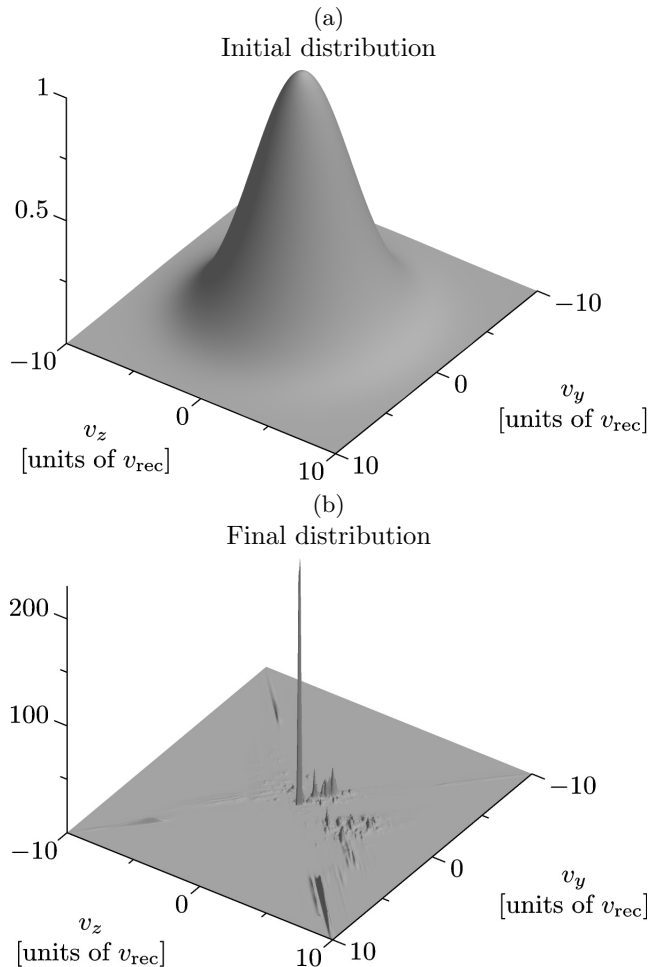 (a)
Initial distribution
1
0.5
−10
0
10
v_z
[units of v_rec]
−10
0
10
v_y
[units of v_rec]
(b)
Final distribution
200
100
−10
0
10
v_z
[units of v_rec]
−10
0
10
v_y
[units of v_rec]